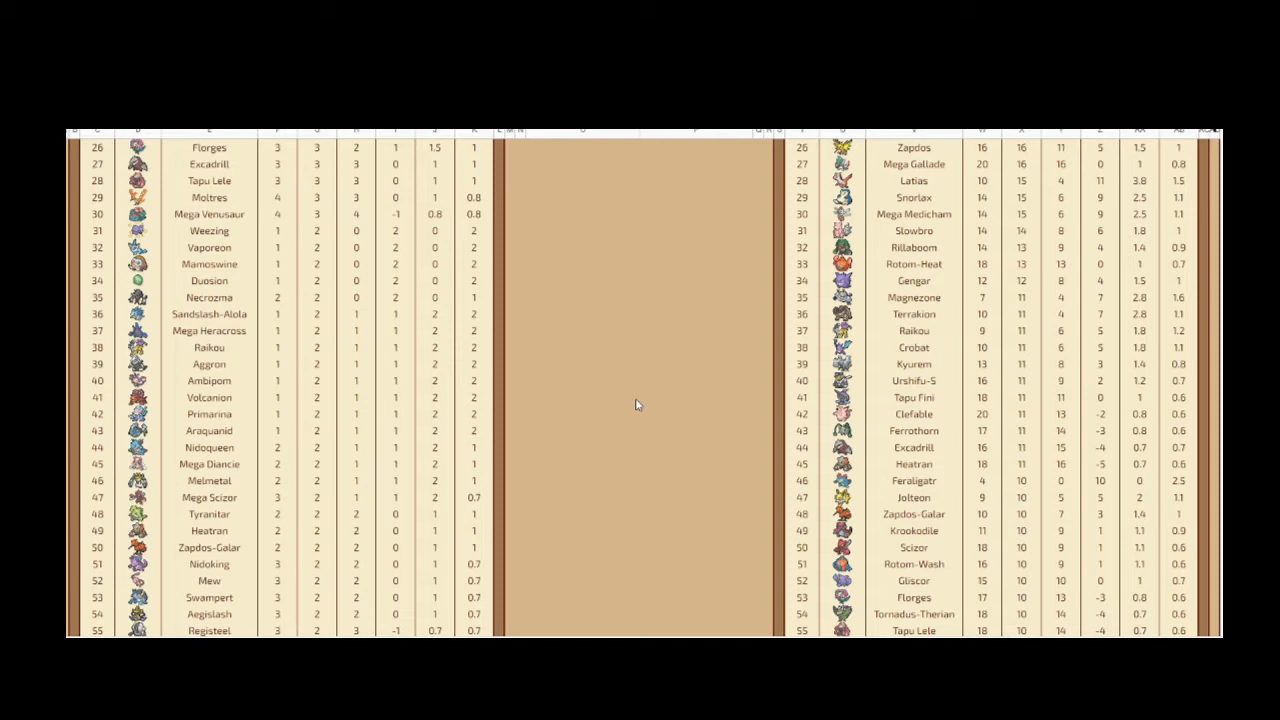 26 Florges 3 3 2 1 1.5 1
27 Excadrill 3 3 3 0 1 1
28 Tapu Lele 3 3 3 0 1 1
29 Moltres 4 3 3 0 1 0.8
30 Mega Venusaur 4 3 4 -1 0.8 0.8
31 Weezing 1 2 0 2 0 2
32 Vaporeon 1 2 0 2 0 2
33 Mamoswine 1 2 0 2 0 2
34 Duosion 1 2 0 2 0 2
35 Necrozma 2 2 0 2 0 1
36 Sandslash-Alola 1 2 1 1 2 2
37 Mega Heracross 1 2 1 1 2 2
38 Raikou 1 2 1 1 2 2
39 Aggron 1 2 1 1 2 2
40 Ambipom 1 2 1 1 2 2
41 Volcanion 1 2 1 1 2 2
42 Primarina 1 2 1 1 2 2
43 Araquanid 1 2 1 1 2 2
44 Nidoqueen 2 2 1 1 2 1
45 Mega Diancie 2 2 1 1 2 1
46 Melmetal 2 2 1 1 2 1
47 Mega Scizor 3 2 1 1 2 0.7
48 Tyranitar 2 2 2 0 1 1
49 Heatran 2 2 2 0 1 1
50 Zapdos-Galar 2 2 2 0 1 1
51 Nidoking 3 2 2 0 1 0.7
52 Mew 3 2 2 0 1 0.7
53 Swampert 3 2 2 0 1 0.7
54 Aegislash 3 2 2 0 1 0.7
55 Registeel 3 2 3 -1 0.7 0.7
26 Zapdos 16 16 11 5 1.5 1
27 Mega Gallade 20 16 16 0 1 0.8
28 Latias 10 15 4 11 3.8 1.5
29 Snorlax 14 15 6 9 2.5 1.1
30 Mega Medicham 14 15 6 9 2.5 1.1
31 Slowbro 14 14 8 6 1.8 1
32 Rillaboom 14 13 9 4 1.4 0.9
33 Rotom-Heat 18 13 13 0 1 0.7
34 Gengar 12 12 8 4 1.5 1
35 Magnezone 7 11 4 7 2.8 1.6
36 Terrakion 10 11 4 7 2.8 1.1
37 Raikou 9 11 6 5 1.8 1.2
38 Crobat 10 11 6 5 1.8 1.1
39 Kyurem 13 11 8 3 1.4 0.8
40 Urshifu-S 16 11 9 2 1.2 0.7
41 Tapu Fini 18 11 11 0 1 0.6
42 Clefable 20 11 13 -2 0.8 0.6
43 Ferrothorn 17 11 14 -3 0.8 0.6
44 Excadrill 16 11 15 -4 0.7 0.7
45 Heatran 18 11 16 -5 0.7 0.6
46 Feraligatr 4 10 0 10 0 2.5
47 Jolteon 9 10 5 5 2 1.1
48 Zapdos-Galar 10 10 7 3 1.4 1
49 Krookodile 11 10 9 1 1.1 0.9
50 Scizor 18 10 9 1 1.1 0.6
51 Rotom-Wash 16 10 9 1 1.1 0.6
52 Gliscor 15 10 10 0 1 0.7
53 Florges 17 10 13 -3 0.8 0.6
54 Tornadus-Therian 18 10 14 -4 0.7 0.6
55 Tapu Lele 18 10 14 -4 0.7 0.6